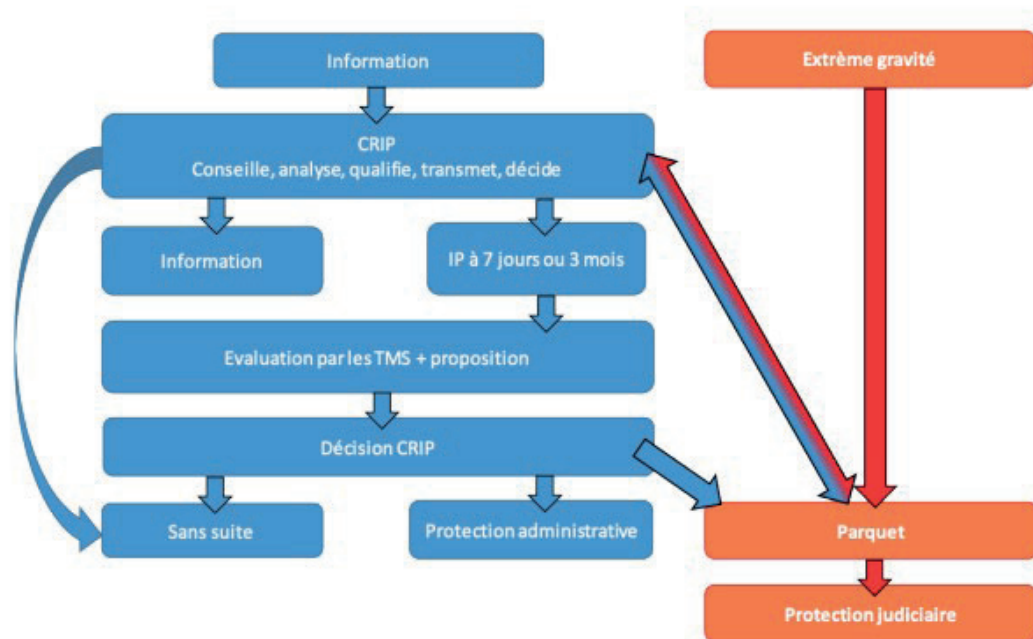 Information
Extrême gravité
CRIP
Conseille, analyse, qualifie, transmet, décide
Information
IP à 7 jours ou 3 mois
Evaluation par les TMS + proposition
Décision CRIP
Sans suite
Protection administrative
Parquet
Protection judiciaire